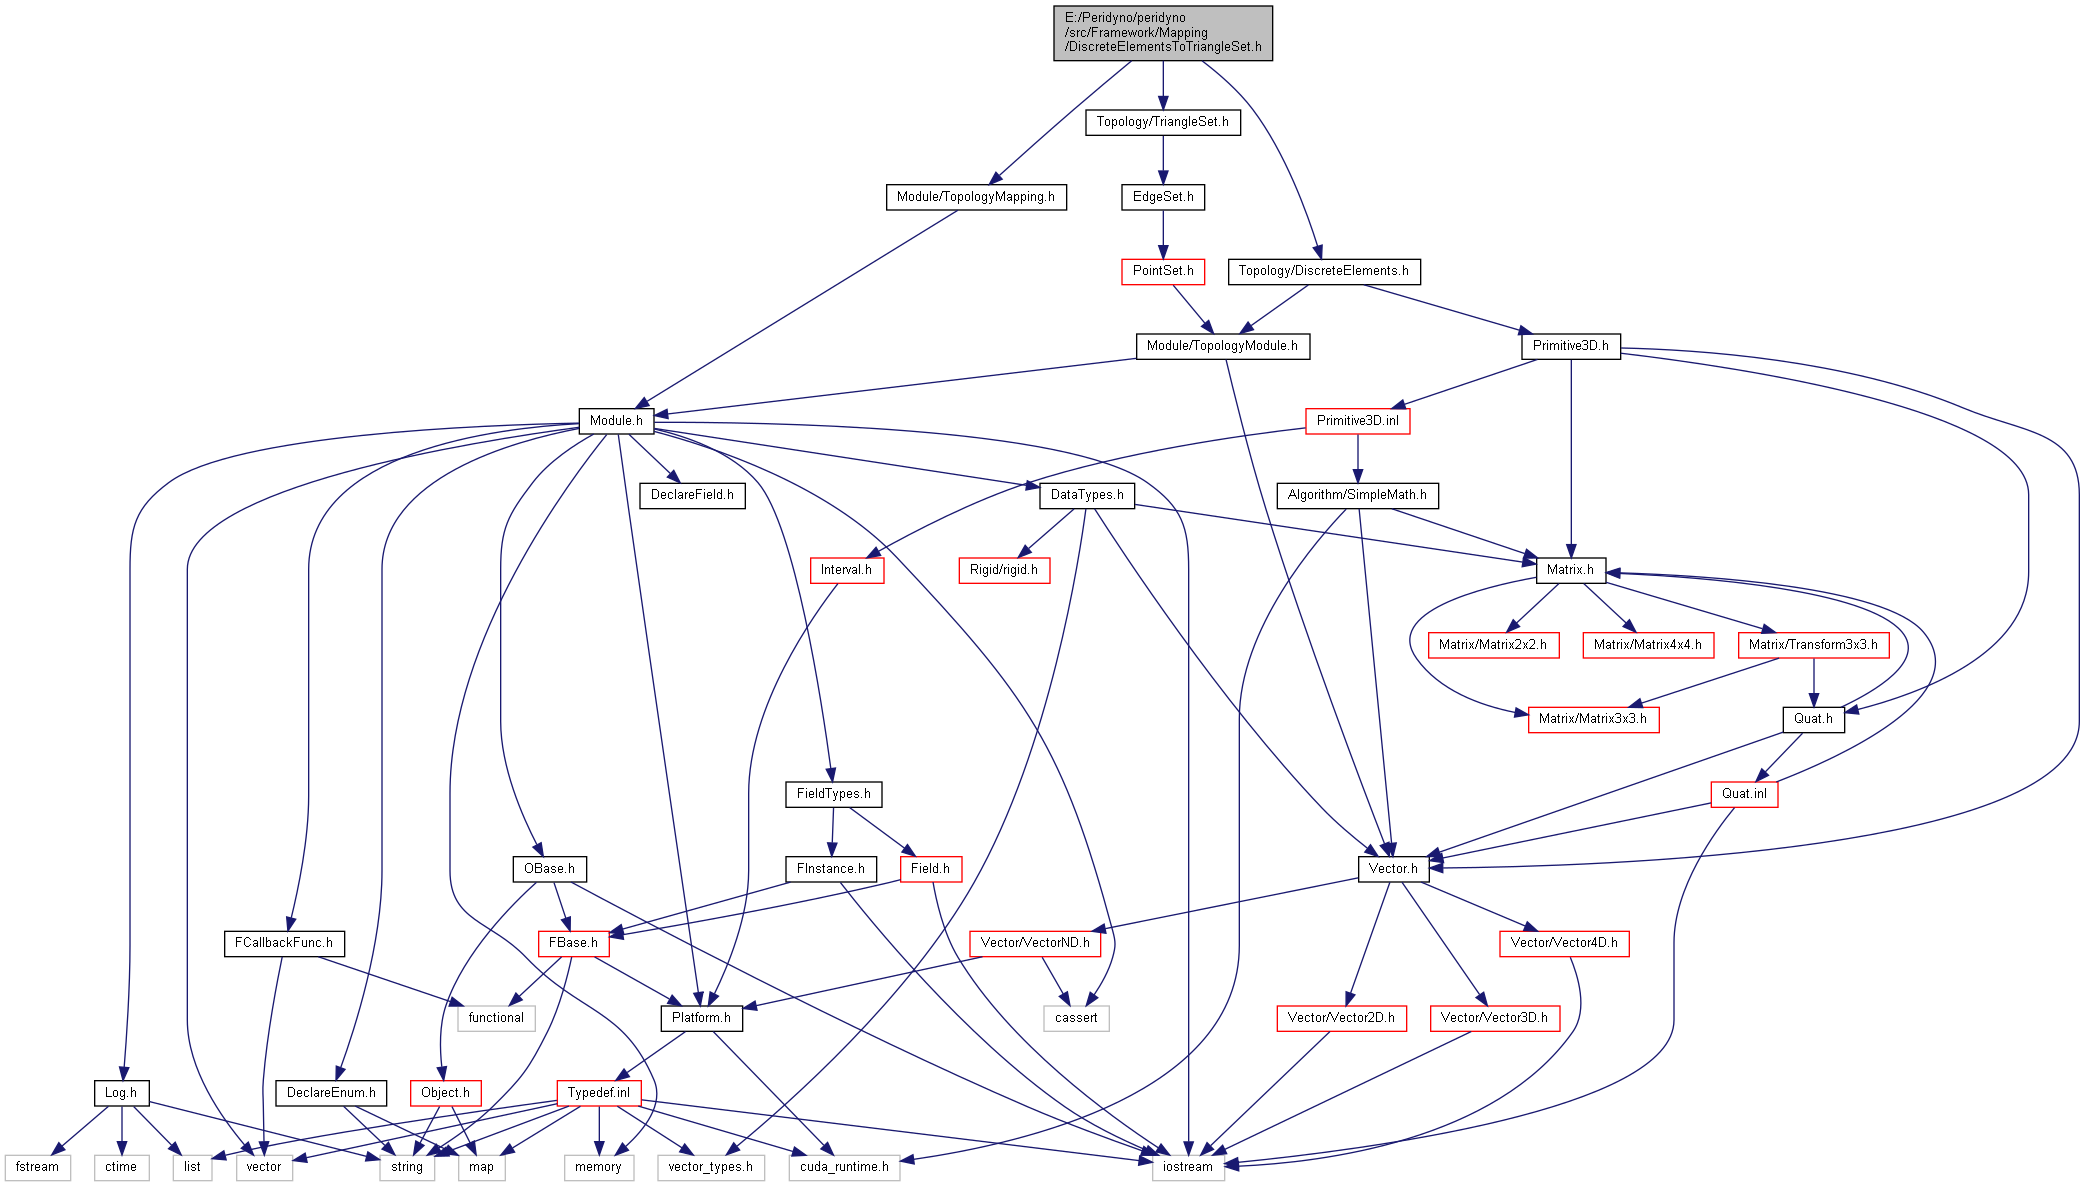 E:/Peridyno/peridyno
/src/Framework/Mapping
/DiscreteElementsToTriangleSet.h
Topology/TriangleSet.h
Module/TopologyMapping.h
EdgeSet.h
PointSet.h
Topology/DiscreteElements.h
Module/TopologyModule.h
Primitive3D.h
Module.h
Primitive3D.inl
DeclareField.h
DataTypes.h
Algorithm/SimpleMath.h
Interval.h
Rigid/rigid.h
Matrix.h
Matrix/Matrix2x2.h
Matrix/Matrix4x4.h
Matrix/Transform3x3.h
Matrix/Matrix3x3.h
Quat.h
FieldTypes.h
Quat.inl
OBase.h
FInstance.h
Field.h
Vector.h
FCallbackFunc.h
FBase.h
Vector/VectorND.h
Vector/Vector4D.h
functional
Platform.h
cassert
Vector/Vector2D.h
Vector/Vector3D.h
Log.h
DeclareEnum.h
Object.h
Typedef.inl
fstream
ctime
list
vector
string
map
memory
vector_types.h
cuda_runtime.h
iostream